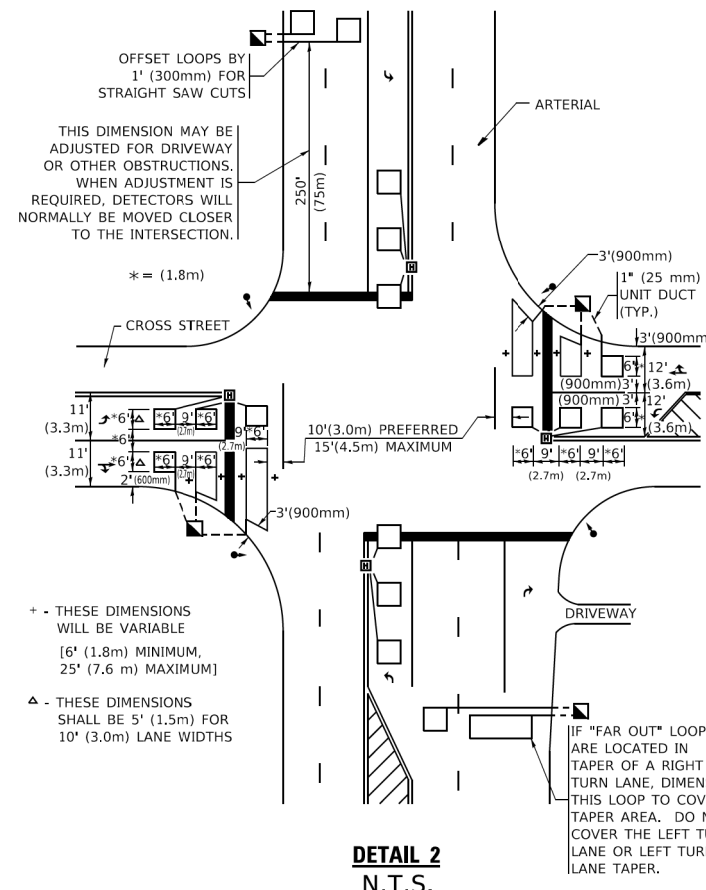 OFFSET LOOPS BY
1' (300mm) FOR
STRAIGHT SAW CUTS
ARTERIAL
THIS DIMENSION MAY BE
ADJUSTED FOR DRIVEWAY
OR OTHER OBSTRUCTIONS.
WHEN ADJUSTMENT IS
REQUIRED, DETECTORS WILL
NORMALLY BE MOVED CLOSER
TO THE INTERSECTION.
250'
(75m)
* = (1.8m)
H
3'(900mm)
1" (25 mm)
UNIT DUCT
(TYP.)
CROSS STREET
3'(900mm
+ + +
6'* 12'
(900mm) 3' (3.6m)
(900mm) 3' 12'
6'* (3.6m)
H
*6' 9' *6' 9' *6'
(2.7m) (2.7m)
H
11'
(3.3m)
*6' Δ *6' 9' *6'
(2.7m)
*6'
9' *6'
(2.7m)
11'
(3.3m)
*6' Δ *6' 9' *6'
(2.7m)
2' (600mm)
+ + +
10'(3.0m) PREFERRED
15'(4.5m) MAXIMUM
3'(900mm)
H
+ - THESE DIMENSIONS
WILL BE VARIABLE
[6' (1.8m) MINIMUM,
25' (7.6 m) MAXIMUM]
DRIVEWAY
Δ - THESE DIMENSIONS
SHALL BE 5' (1.5m) FOR
10' (3.0m) LANE WIDTHS
IF "FAR OUT" LOOP
ARE LOCATED IN
TAPER OF A RIGHT
TURN LANE, DIMEN
THIS LOOP TO COV
TAPER AREA. DO N
COVER THE LEFT TU
LANE OR LEFT TUR
LANE TAPER.
DETAIL 2
N.T.S.